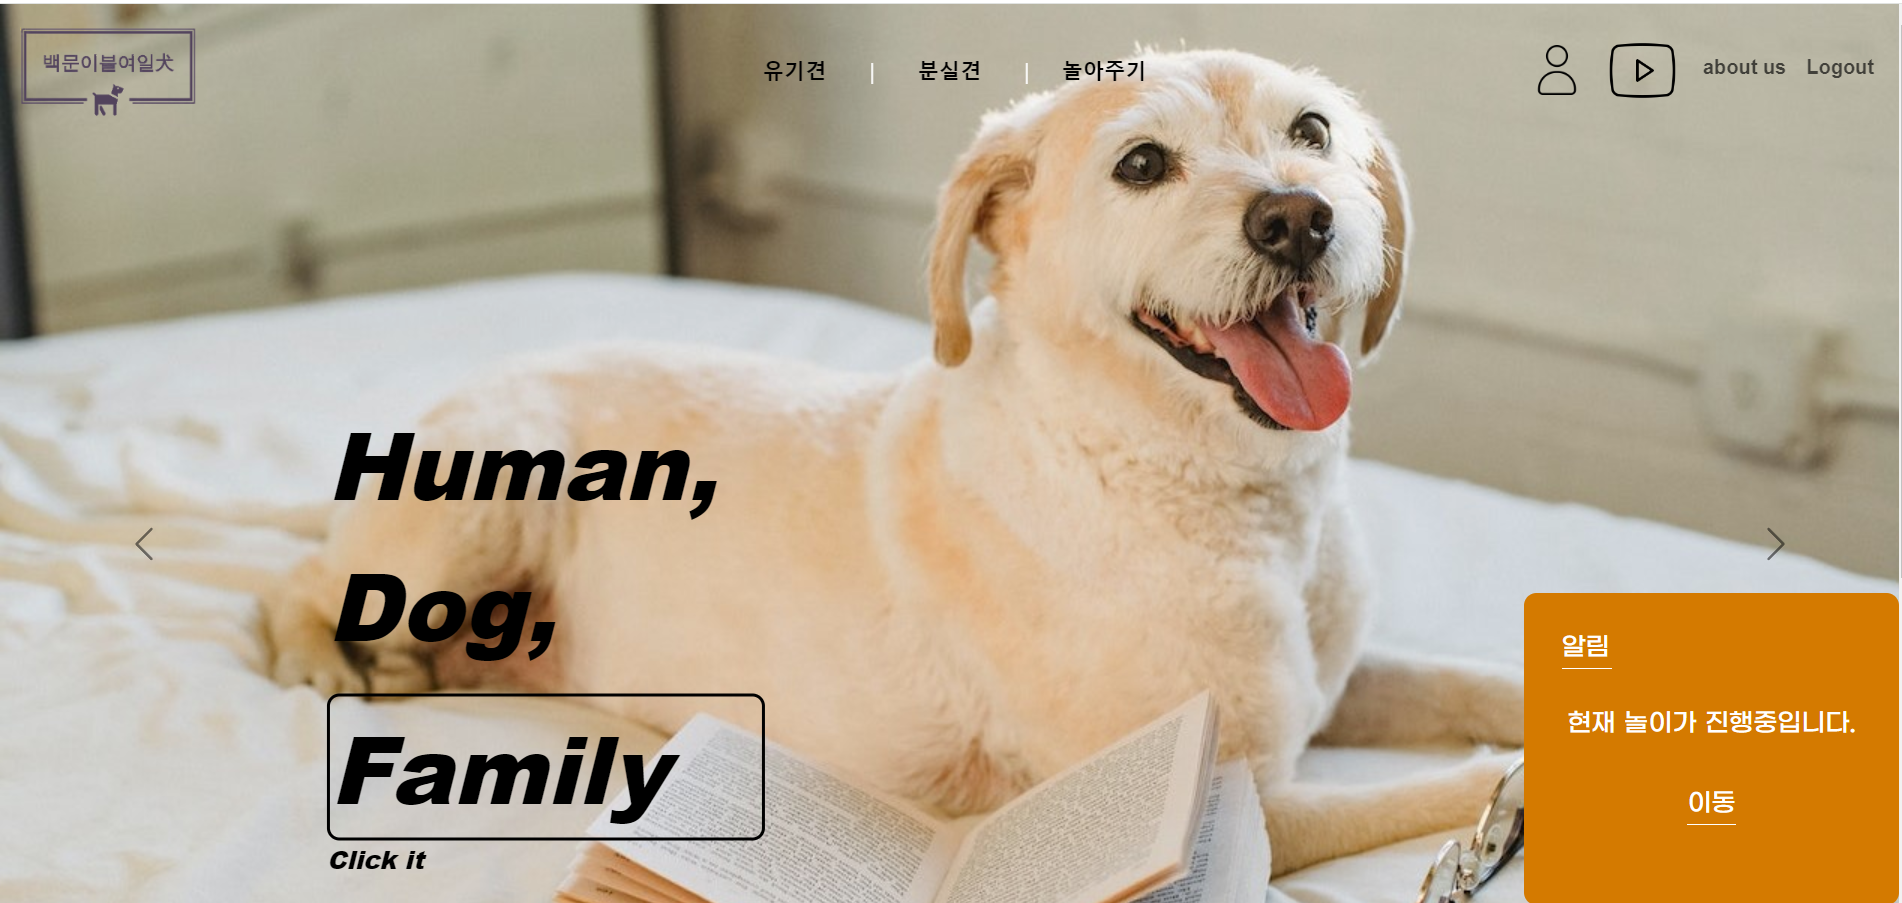 백문이블여일犬
유기견 | 분실견 | 놀아주기
about us Logout
Human,
Dog,
Family
Click it
알림
현재 놀이가 진행중입니다.
이동